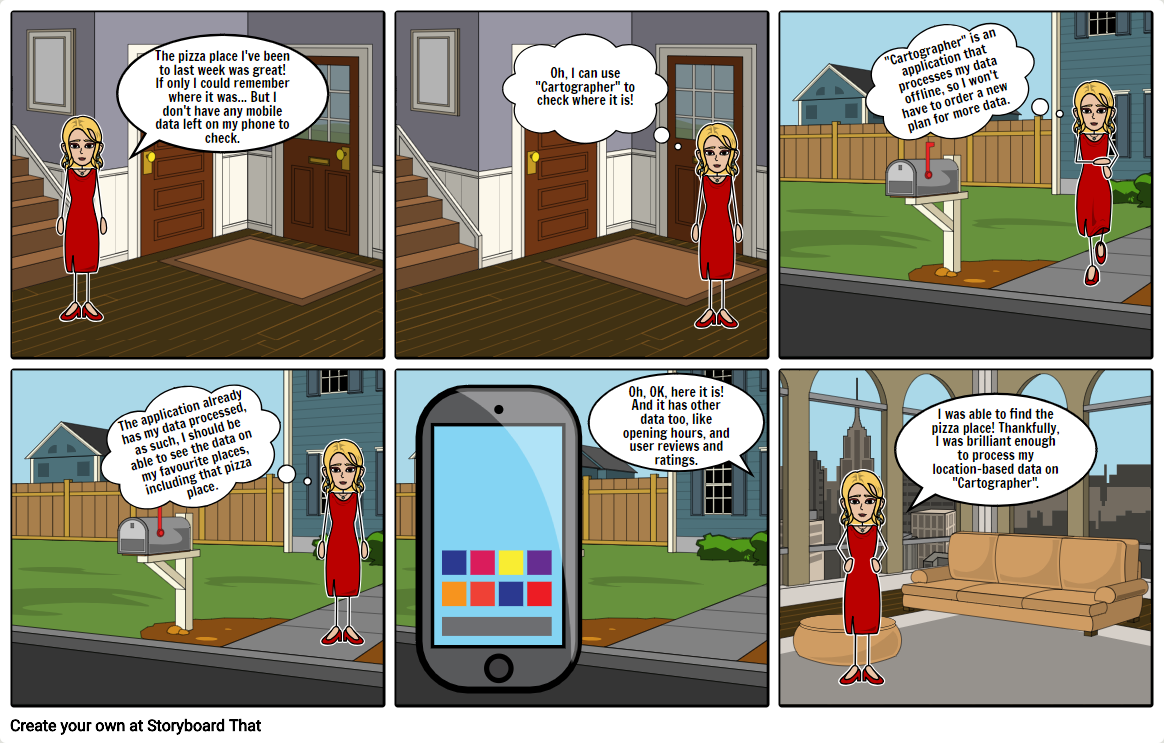 The pizza place I've been
to last week was great!
If only I could remember
where it was... But I
don't have any mobile
data left on my phone to
check.
Oh, I can use
"Cartographer" to
check where it is!
"Cartographer" is an
application that
processes my data
offline, so I won't
have to order a new
plan for more data.
The application already
has my data processed,
as such, I should be
able to see the data on
my favourite places,
including that pizza
place.
Oh, OK, here it is!
And it has other
data too, like
opening hours, and
user reviews and
ratings.
I was able to find the
pizza place! Thankfully,
I was brilliant enough
to process my
location-based data on
"Cartographer".
Create your own at Storyboard That